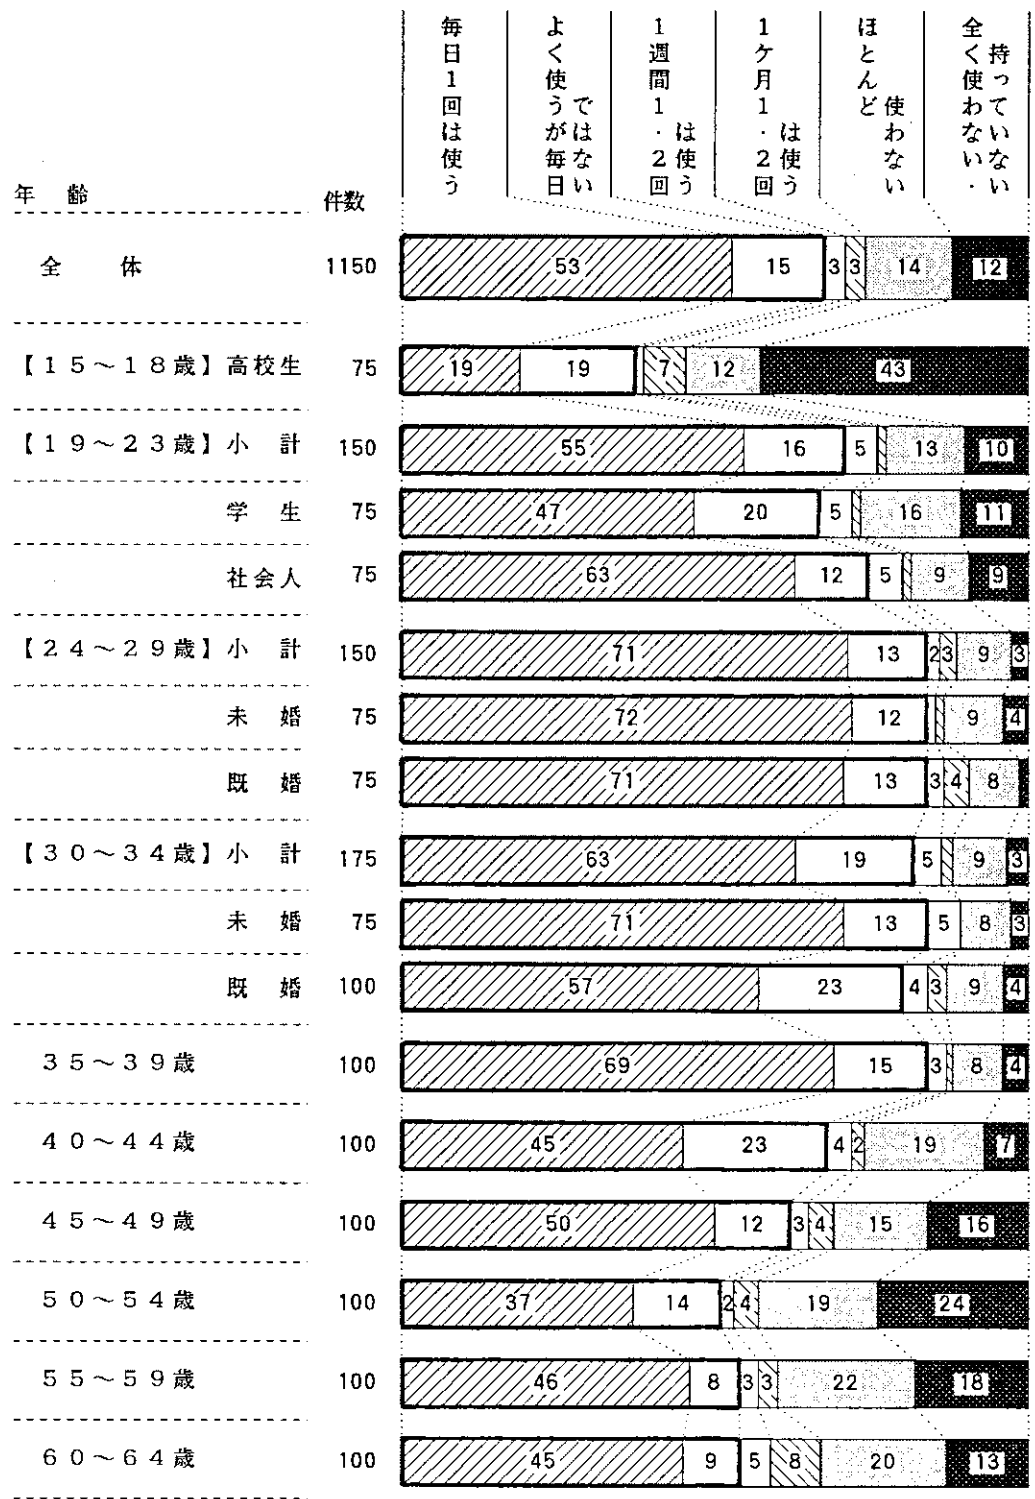 毎日1回は使う
よく使うが毎日
ではない
1週間1・2回
は使う
1ケ月1・2回
は使う
ほとんど
使わない
全く使わない・
持っていない
年齢 件数
全体 1150 53 15 3 3 14 12
【15～18歳】高校生 75 19 19 7 12 43
【19～23歳】小計 150 55 16 5 13 10
学生 75 47 20 5 16 11
社会人 75 63 12 5 9 9
【24～29歳】小計 150 71 13 2 3 9 3
未婚 75 72 12 9 4
既婚 75 71 13 3 4 8
【30～34歳】小計 175 63 19 5 9 3
未婚 75 71 13 5 8 3
既婚 100 57 23 4 3 9 4
35～39歳 100 69 15 3 8 4
40～44歳 100 45 23 4 2 19 7
45～49歳 100 50 12 3 4 15 16
50～54歳 100 37 14 2 4 19 24
55～59歳 100 46 8 3 3 22 18
60～64歳 100 45 9 5 8 20 13